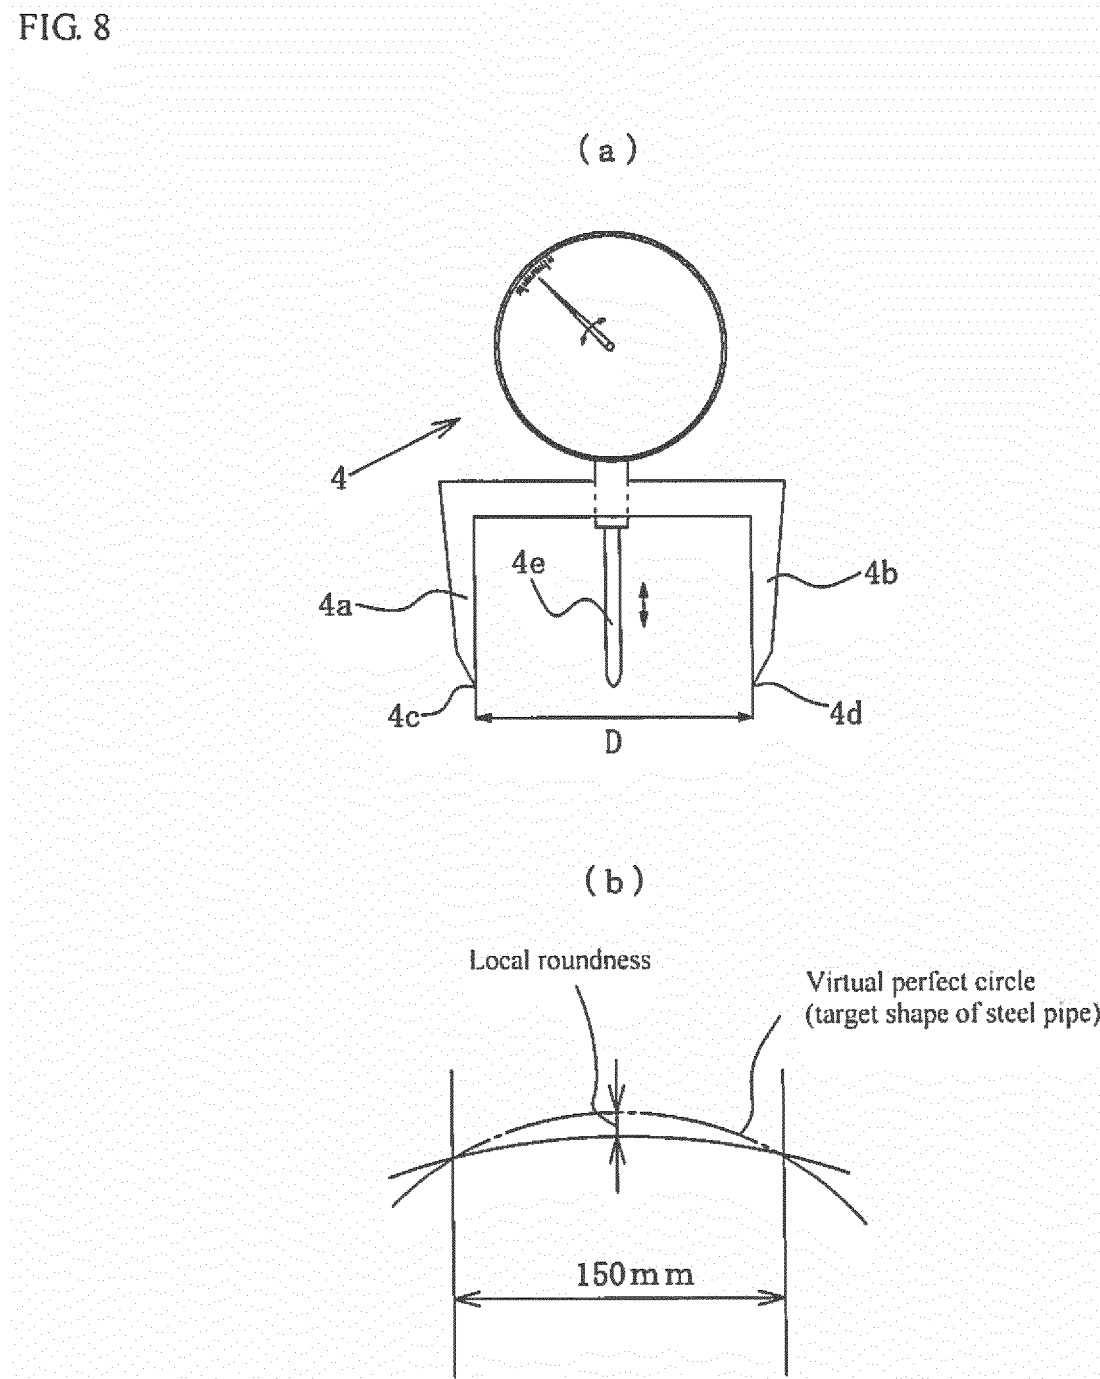 FIG. 8
(a)
4
4e
4b
4a
4c
4d
D
(b)
Local roundness
Virtual perfect circle
(target shape of steel pipe)
150mm